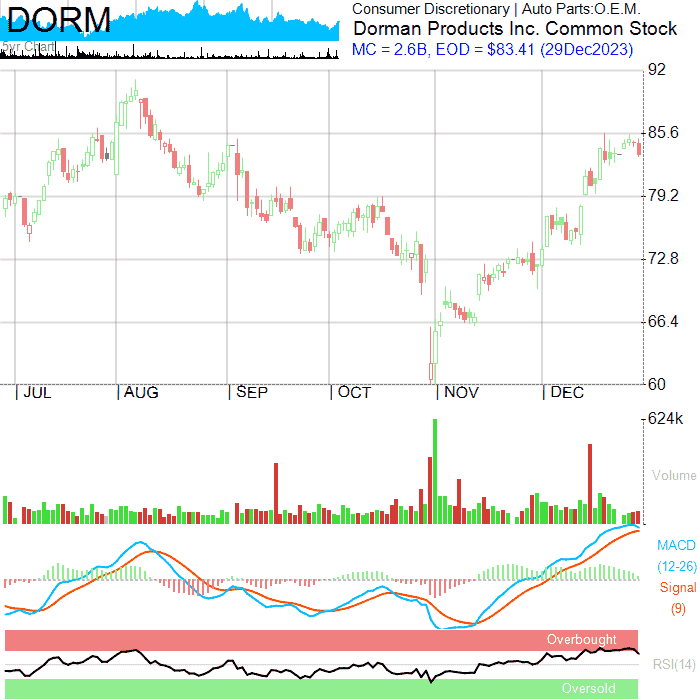 DORM
5yr Chart
Consumer Discretionary | Auto Parts:O.E.M.
Dorman Products Inc. Common Stock
MC = 2.6B, EOD = $83.41 (29Dec2023)
92
85.6
79.2
72.8
66.4
60
| JUL | AUG | SEP | OCT | NOV | DEC
624k
Volume
MACD
(12-26)
Signal
(9)
Overbought
RSI(14)
Oversold